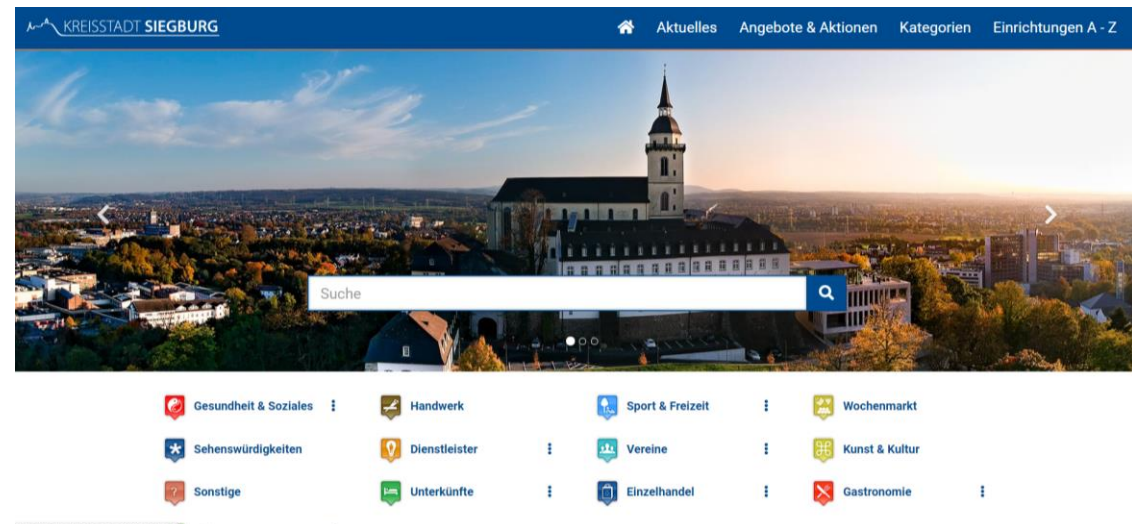 KREISSTADT SIEGBURG
Aktuelles Angebote & Aktionen Kategorien Einrichtungen A - Z
Suche
Gesundheit & Soziales Handwerk Sport & Freizeit Wochenmarkt
Sehenswürdigkeiten Dienstleister Vereine Kunst & Kultur
? Sonstige Unterkünfte Einzelhandel Gastronomie